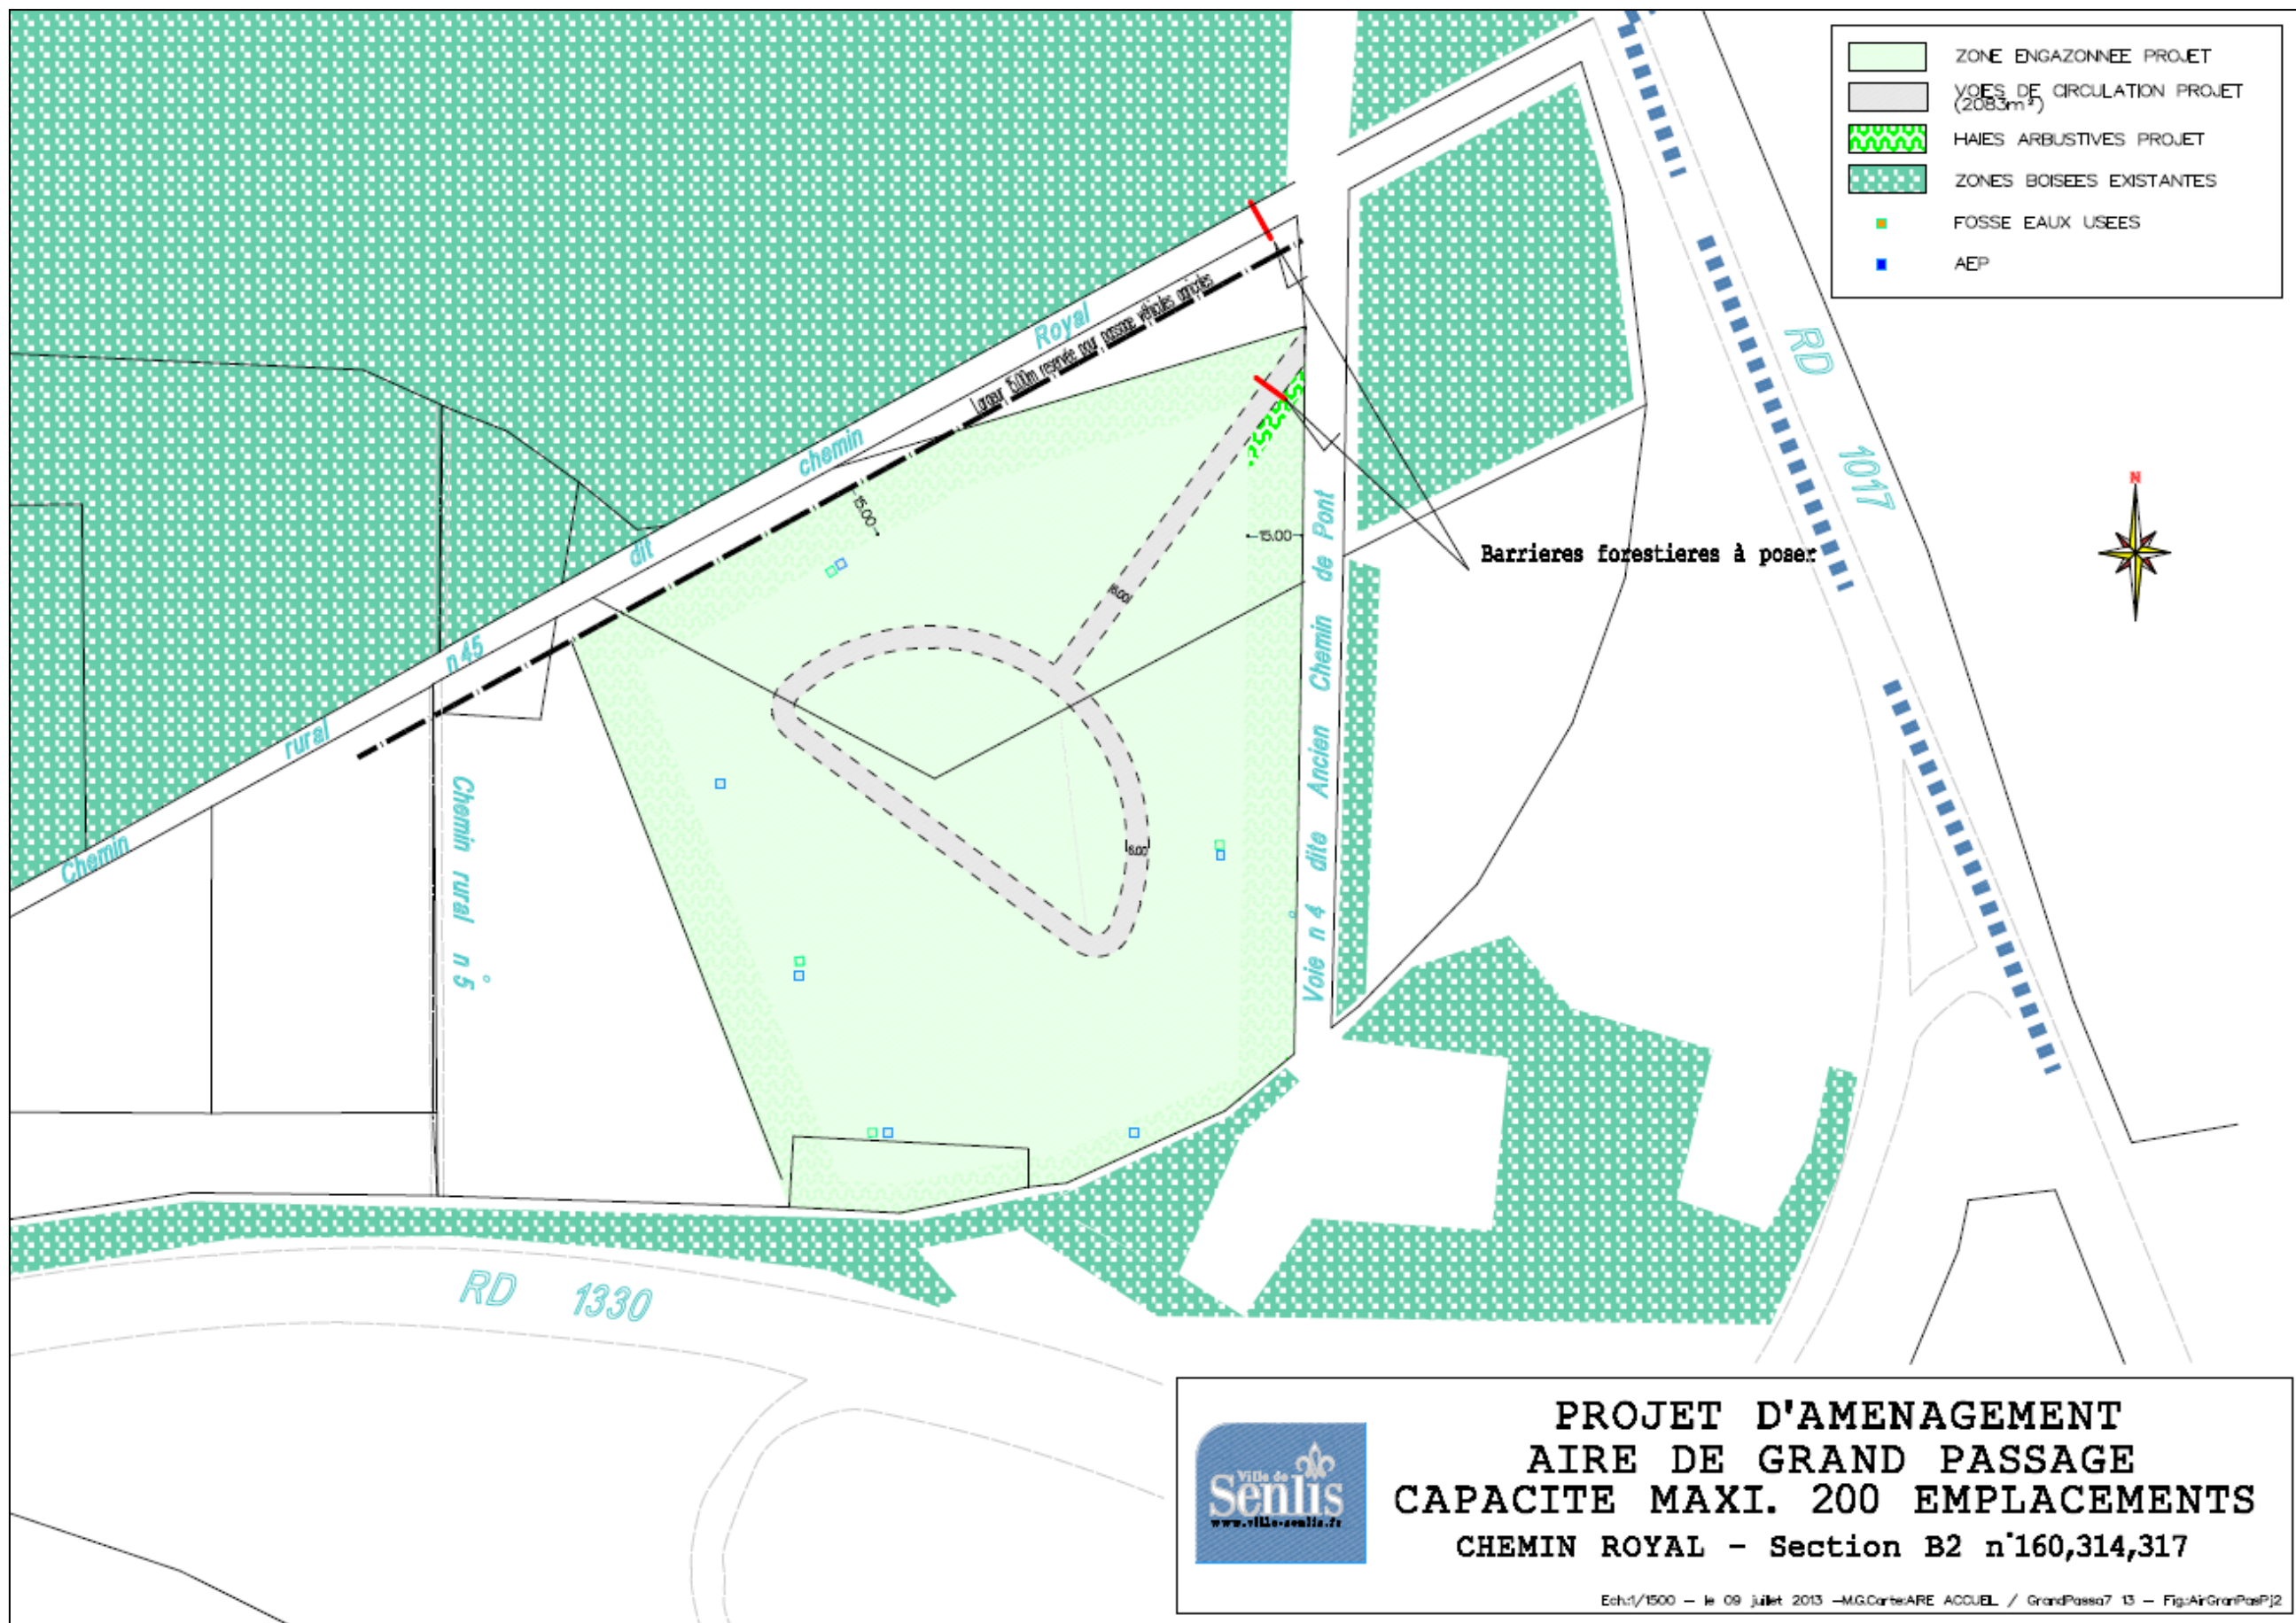 ZONE ENGAZONNEE PROJET
VOIES DE CIRCULATION PROJET
(2083m²)
HAIES ARBUSTIVES PROJET
ZONES BOISEES EXISTANTES
FOSSE EAUX USEES
AEP
RD 1017
N
Chemin rural n 45 dit chemin Royal
Largeur 15.00m réservée pour passage véhicules agricoles
15.00
15.00
6.00
6.00
Barrieres forestieres à poser
Voie n 4 dite Ancien Chemin de Pont
Chemin rural n°5
RD 1330
Ville de
Senlis
www.ville-senlis.fr
PROJET D'AMENAGEMENT
AIRE DE GRAND PASSAGE
CAPACITE MAXI. 200 EMPLACEMENTS
CHEMIN ROYAL - Section B2 n°160,314,317
Ech:1/1500 - le 09 juillet 2013 -M.G.Carte:AIRE ACCUEIL / GrandPassa7 13 - Fig:AirGranPasPj2